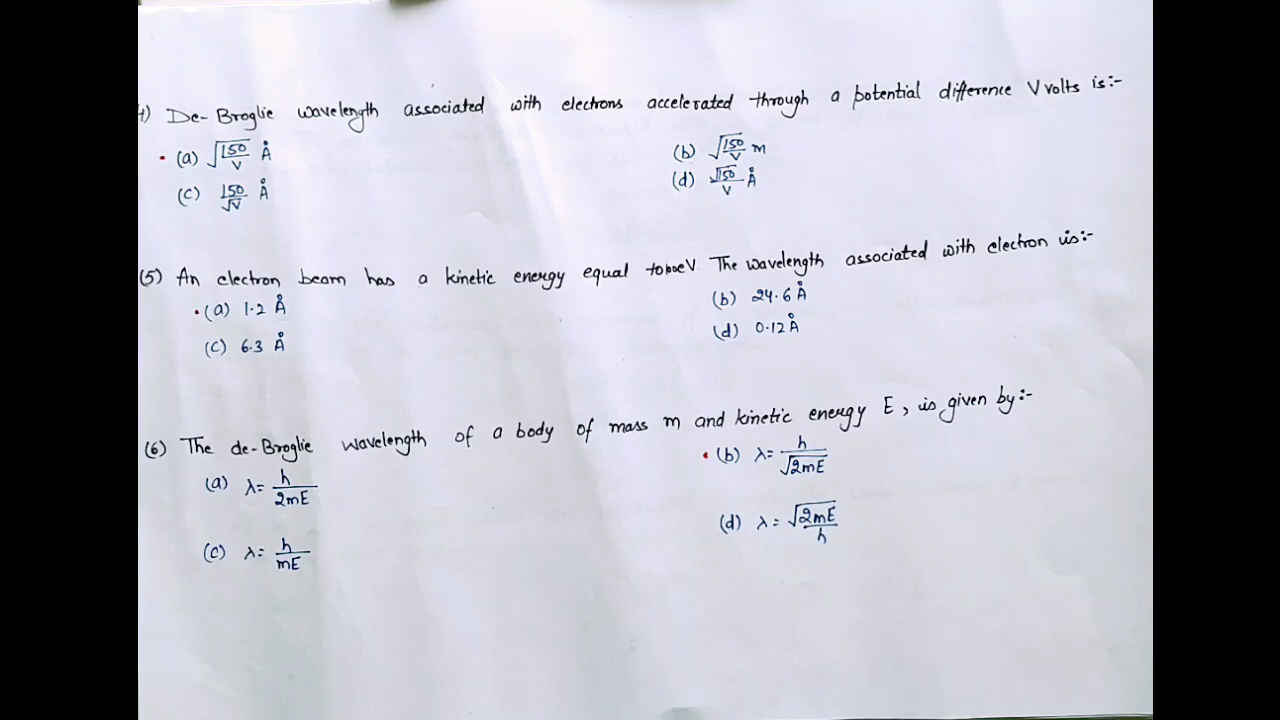 4) De-Broglie wavelength associated with electrons accelerated through a potential difference V volts is:-
(a) √(150/V) Å (b) √(150/V) m
(c) 150/√V Å (d) √150/V Å
(5) An electron beam has a kinetic energy equal to 100eV The wavelength associated with electron is:-
(a) 1.2 Å (b) 24.6 Å
(c) 6.3 Å (d) 0.12 Å
(6) The de-Broglie wavelength of a body of mass m and kinetic energy E, is given by:-
(a) λ= h/2mE (b) λ= h/√2mE
(c) λ= h/mE (d) λ= √2mE/h